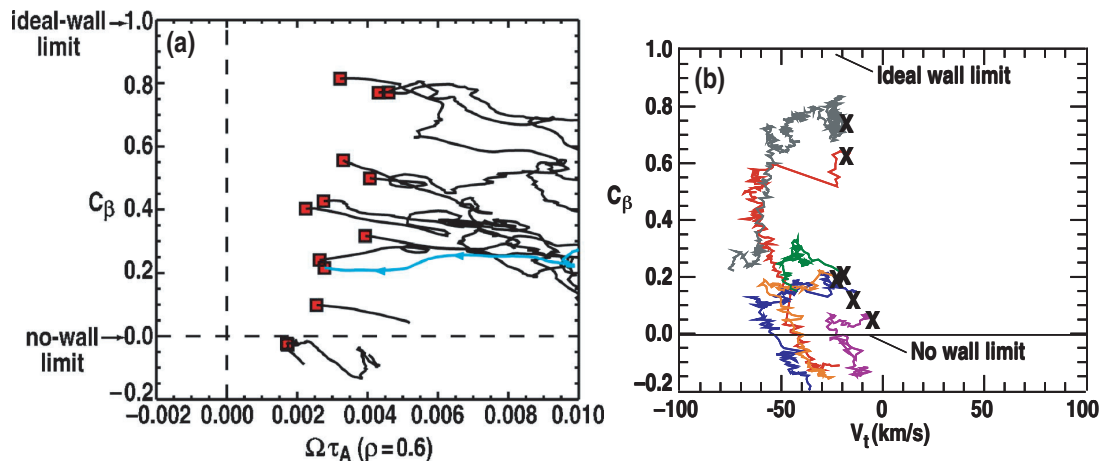 ideal-wall → 1.0
limit
(a)
0.8
0.6
Cβ 0.4
0.2
no-wall → 0.0
limit
−0.2
−0.002 0.000 0.002 0.004 0.006 0.008 0.010
Ωτ_A (ρ=0.6)
1.0
(b)
Ideal wall limit
0.8
X
X
0.6
Cβ
0.4
0.2
X
X
X
X
0.0
No wall limit
−0.2
−100 -50 0 50 100
V_t (km/s)